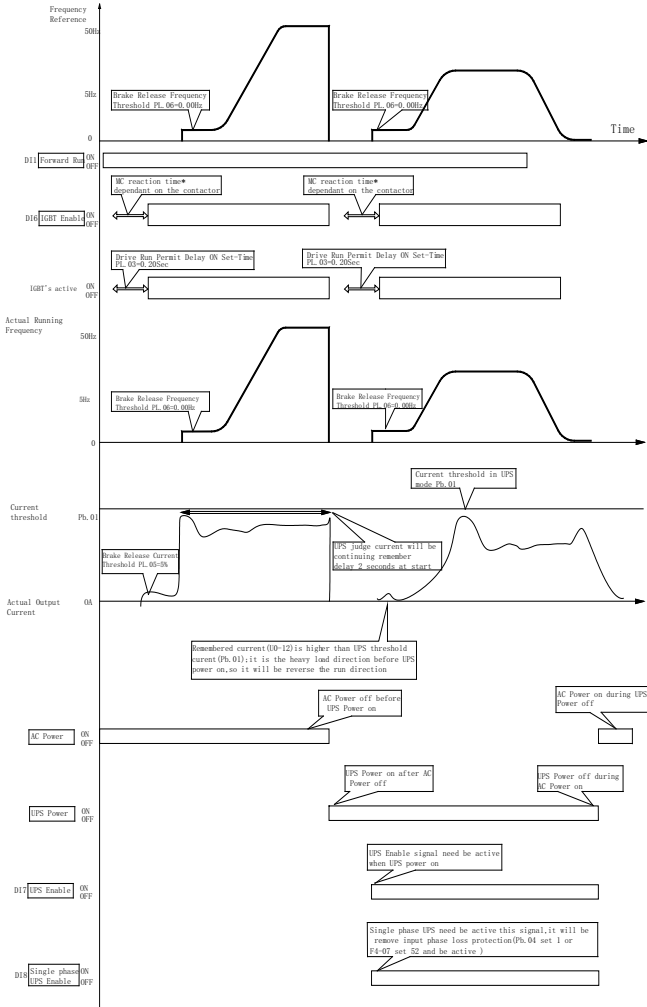 Frequency
Reference
50Hz
5Hz
0
Brake Release Frequency
Threshold PL.06=0.00Hz
Brake Release Frequency
Threshold PL.06=0.00Hz
Time
DI1 Forward Run ON
OFF
MC reaction time*
dependant on the contactor
MC reaction time*
dependant on the contactor
DI6 IGBT Enable ON
OFF
Drive Run Permit Delay ON Set-Time
PL.03=0.20Sec
Drive Run Permit Delay ON Set-Time
PL.03=0.20Sec
IGBT's active ON
OFF
Actual Running
Frequency
50Hz
5Hz
0
Brake Release Frequency
Threshold PL.06=0.00Hz
Brake Release Frequency
Threshold PL.06=0.00Hz
Current threshold in UPS
mode Pb.01
Current
threshold Pb.01
Brake Release Current
Threshold PL.05=5%
UPS judge current will be
continuing remember
delay 2 seconds at start
Actual Output
Current 0A
Remembered current(U0-12)is higher than UPS threshold
curent(Pb.01);it is the heavy load direction before UPS
power on,so it will be reverse the run direction
AC Power off before
UPS Power on
AC Power on during UPS
Power off
AC Power ON
OFF
UPS Power on after AC
Power off
UPS Power off during
AC Power on
UPS Power ON
OFF
UPS Enable signal need be active
when UPS power on
DI7 UPS Enable ON
OFF
Single phase UPS need be active this signal,it will be
remove input phase loss protection(Pb.04 set 1 or
F4-07 set 52 and be active )
DI8 Single phase ON
UPS Enable OFF